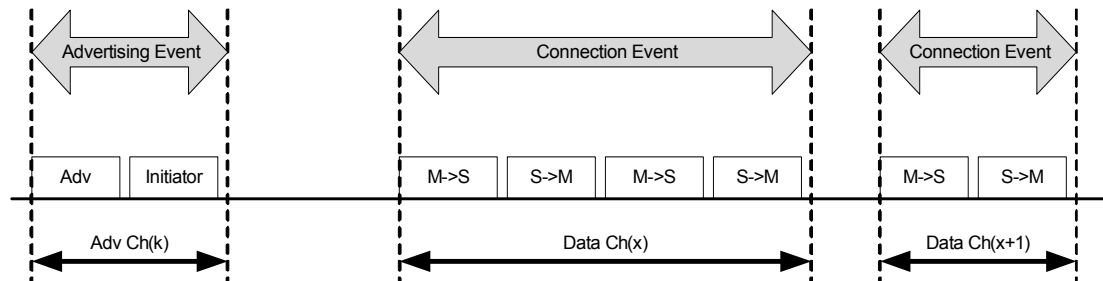 Advertising Event
Connection Event
Connection Event
Adv
Initiator
M->S
S->M
M->S
S->M
M->S
S->M
Adv Ch(k)
Data Ch(x)
Data Ch(x+1)